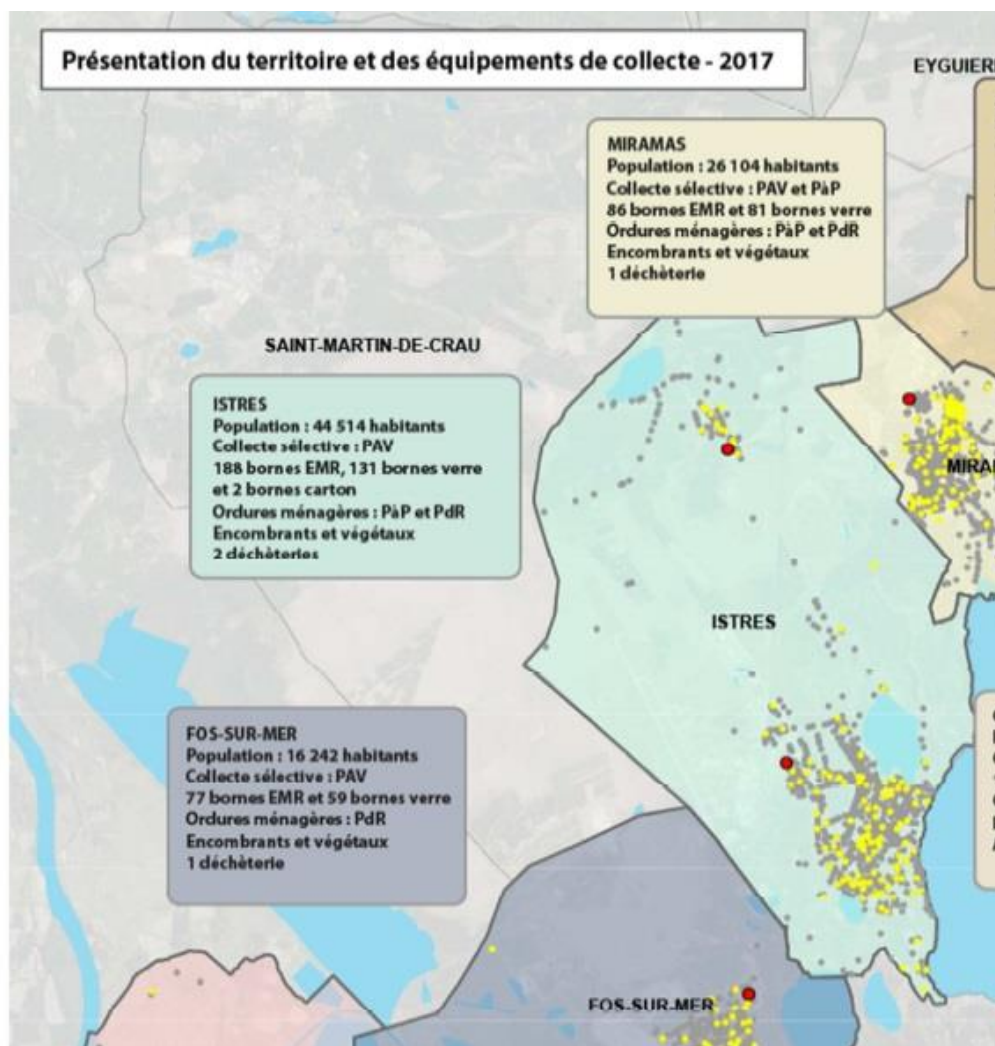 Présentation du territoire et des équipements de collecte - 2017
EYGUIERE
MIRAMAS
Population : 26 104 habitants
Collecte sélective : PAV et PàP
86 bornes EMR et 81 bornes verre
Ordures ménagères : PàP et PdR
Encombrants et végétaux
1 déchèterie
SAINT-MARTIN-DE-CRAU
ISTRES
Population : 44 514 habitants
Collecte sélective : PAV
188 bornes EMR, 131 bornes verre
et 2 bornes carton
Ordures ménagères : PàP et PdR
Encombrants et végétaux
2 déchèteries
MIRA
ISTRES
FOS-SUR-MER
Population : 16 242 habitants
Collecte sélective : PAV
77 bornes EMR et 59 bornes verre
Ordures ménagères : PdR
Encombrants et végétaux
1 déchèterie
FOS-SUR-MER